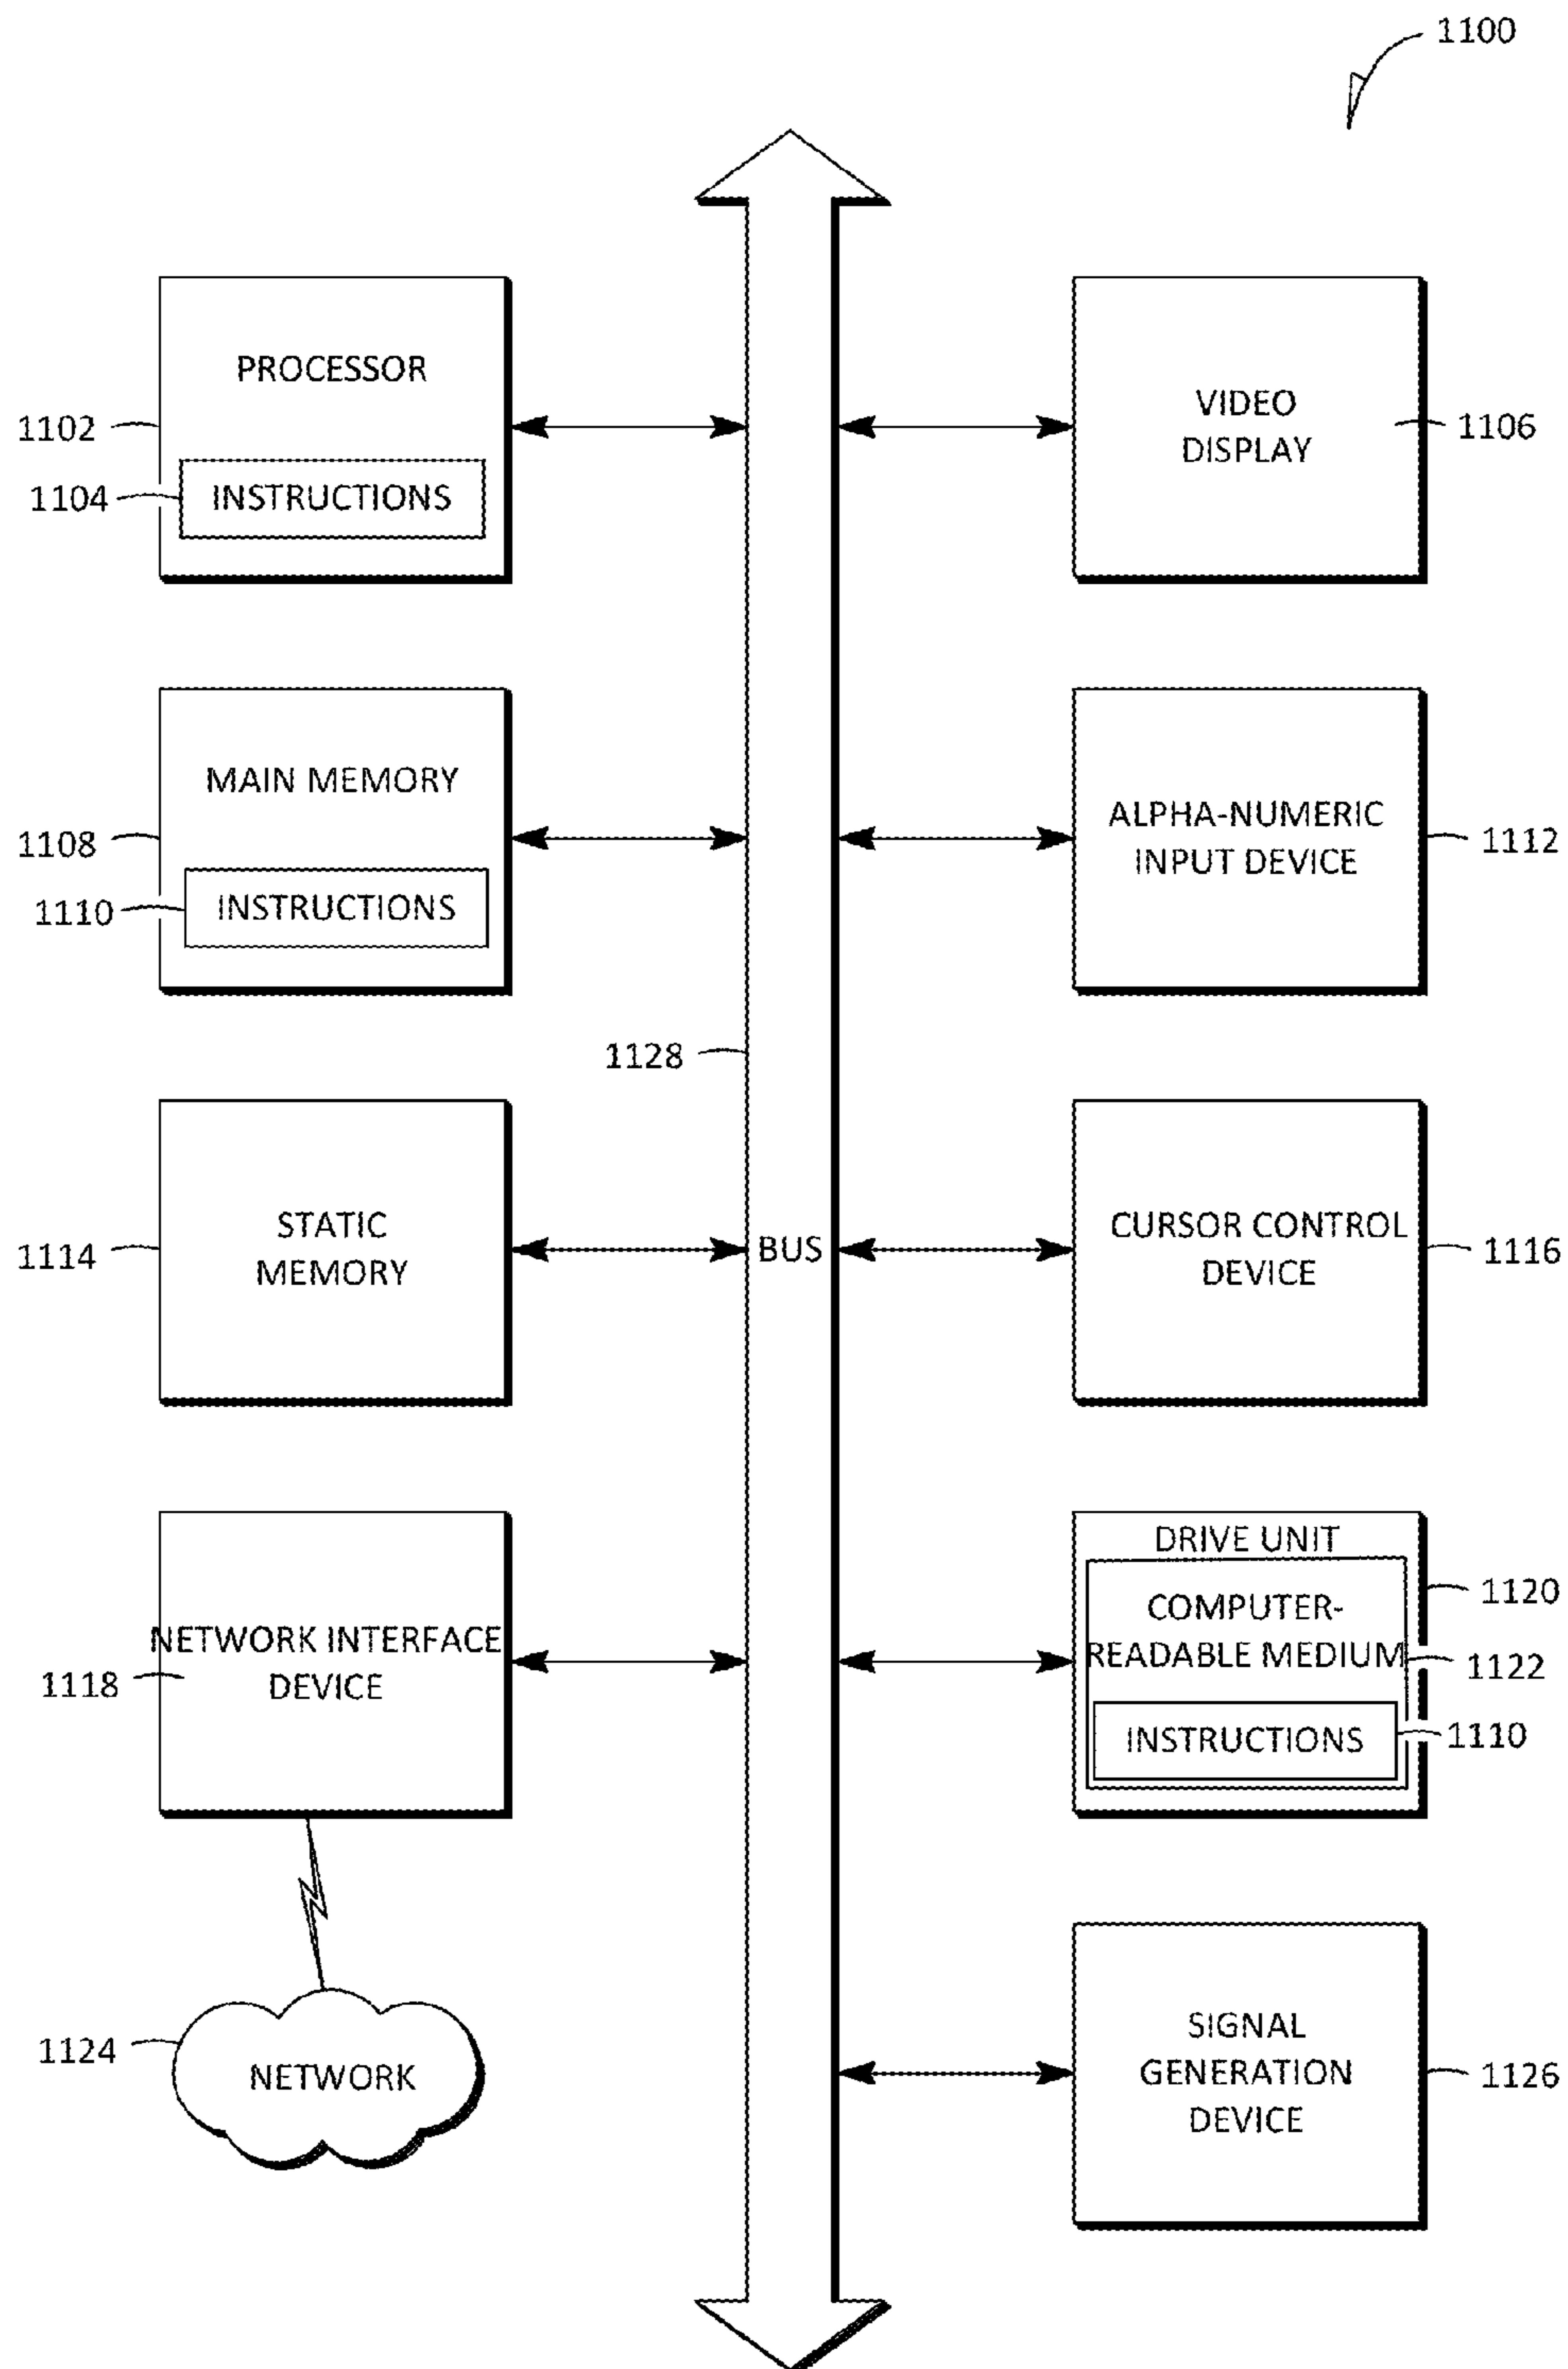 1100
PROCESSOR
1102
1104
INSTRUCTIONS
VIDEO
DISPLAY
1106
MAIN MEMORY
1108
1110
INSTRUCTIONS
ALPHA-NUMERIC
INPUT DEVICE
1112
1128
STATIC
MEMORY
1114
BUS
CURSOR CONTROL
DEVICE
1116
NETWORK INTERFACE
DEVICE
1118
DRIVE UNIT
1120
COMPUTER-
READABLE MEDIUM
1122
INSTRUCTIONS
1110
1124
NETWORK
SIGNAL
GENERATION
DEVICE
1126